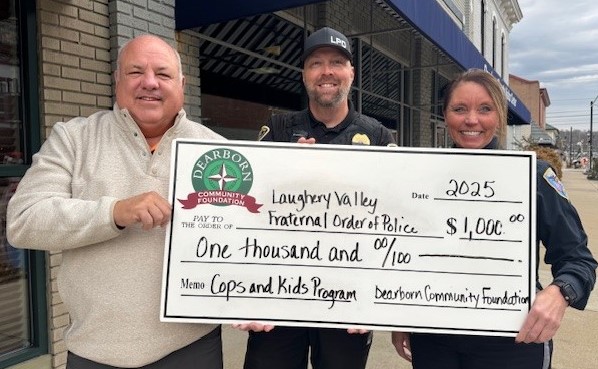 LPD
DEARBORN
COMMUNITY
FOUNDATION
Laughery Valley
Date 2025
PAY TO
THE ORDER OF
Fraternal Order of Police
$ 1,000.00
One thousand and 00/100
Memo Cops and Kids Program
Dearborn Community Foundation